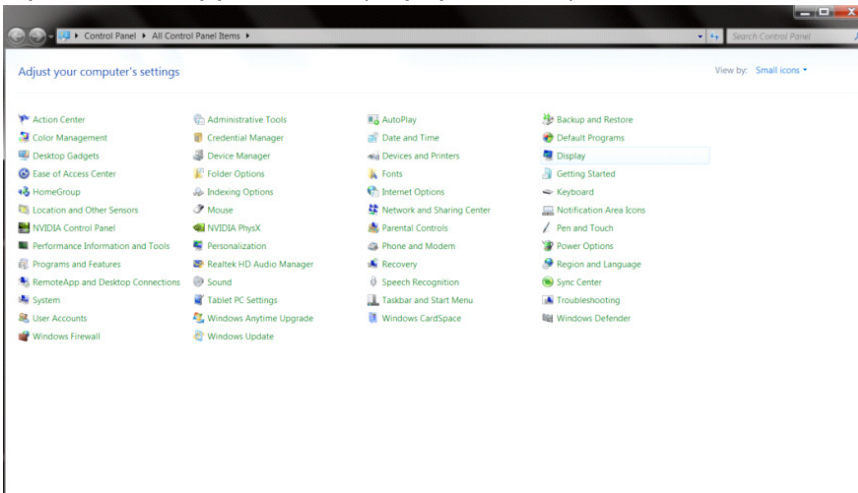 Control Panel All Control Panel Items Search Control Panel
Adjust your computer's settings View by: Small icons
Action Center Administrative Tools AutoPlay Backup and Restore
Color Management Credential Manager Date and Time Default Programs
Desktop Gadgets Device Manager Devices and Printers Display
Ease of Access Center Folder Options Fonts Getting Started
HomeGroup Indexing Options Internet Options Keyboard
Location and Other Sensors Mouse Network and Sharing Center Notification Area Icons
NVIDIA Control Panel NVIDIA PhysX Parental Controls Pen and Touch
Performance Information and Tools Personalization Phone and Modem Power Options
Programs and Features Realtek HD Audio Manager Recovery Region and Language
RemoteApp and Desktop Connections Sound Speech Recognition Sync Center
System Tablet PC Settings Taskbar and Start Menu Troubleshooting
User Accounts Windows Anytime Upgrade Windows CardSpace Windows Defender
Windows Firewall Windows Update